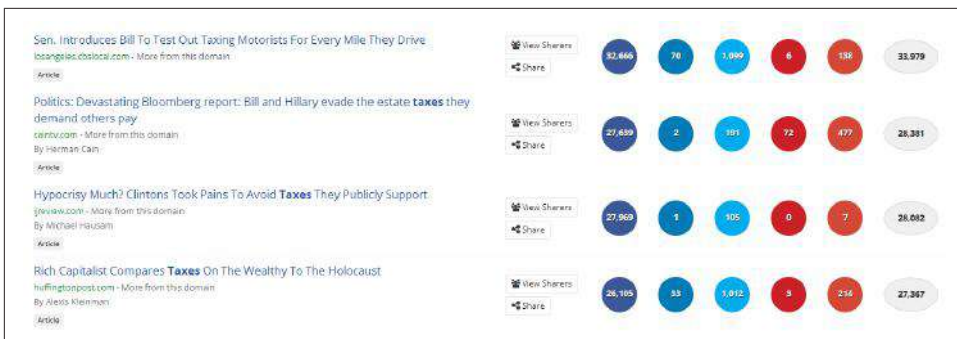 Sen. Introduces Bill To Test Out Taxing Motorists For Every Mile They Drive
losangeles.cbslocal.com - More from this domain
Article
View Sharers
Share
32,666 70 1,099 6 138 33,979
Politics: Devastating Bloomberg report: Bill and Hillary evade the estate taxes they
demand others pay
caintv.com - More from this domain
By Herman Cain
Article
View Sharers
Share
27,639 2 191 72 477 28,381
Hypocrisy Much? Clintons Took Pains To Avoid Taxes They Publicly Support
ijreview.com - More from this domain
By Michael Hausam
Article
View Sharers
Share
27,969 1 105 0 7 28,082
Rich Capitalist Compares Taxes On The Wealthy To The Holocaust
huffingtonpost.com - More from this domain
By Alexis Kleinman
Article
View Sharers
Share
26,105 33 1,012 3 214 27,367